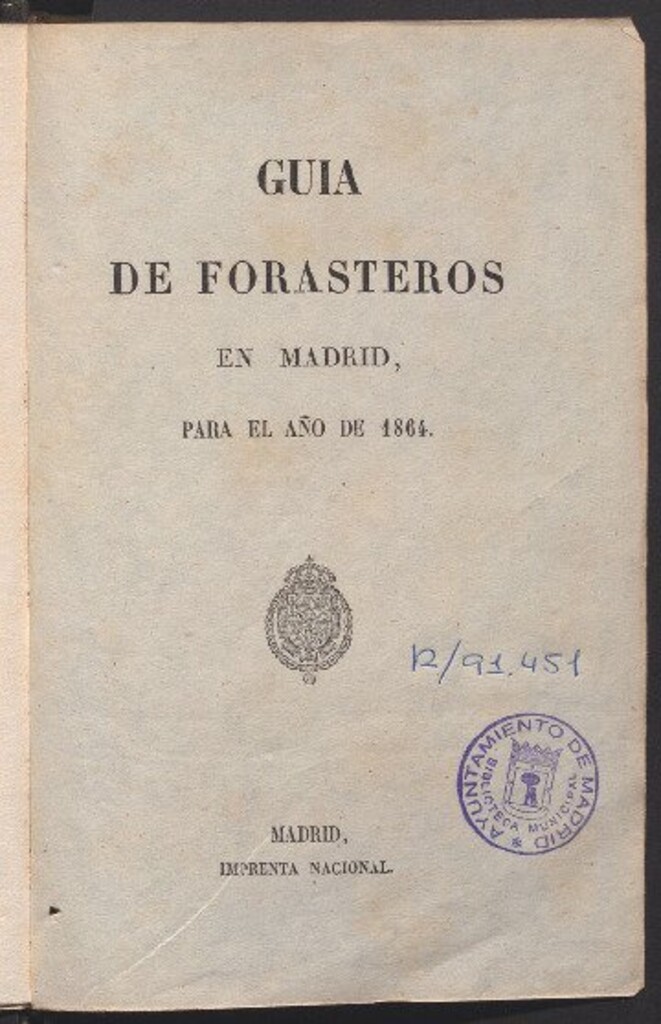 GUIA
DE FORASTEROS
EN MADRID,
PARA EL AÑO DE 1864.
R/91.451
AYUNTAMIENTO DE MADRID *
BIBLIOTECA MUNICIPAL
MADRID,
IMPRENTA NACIONAL.